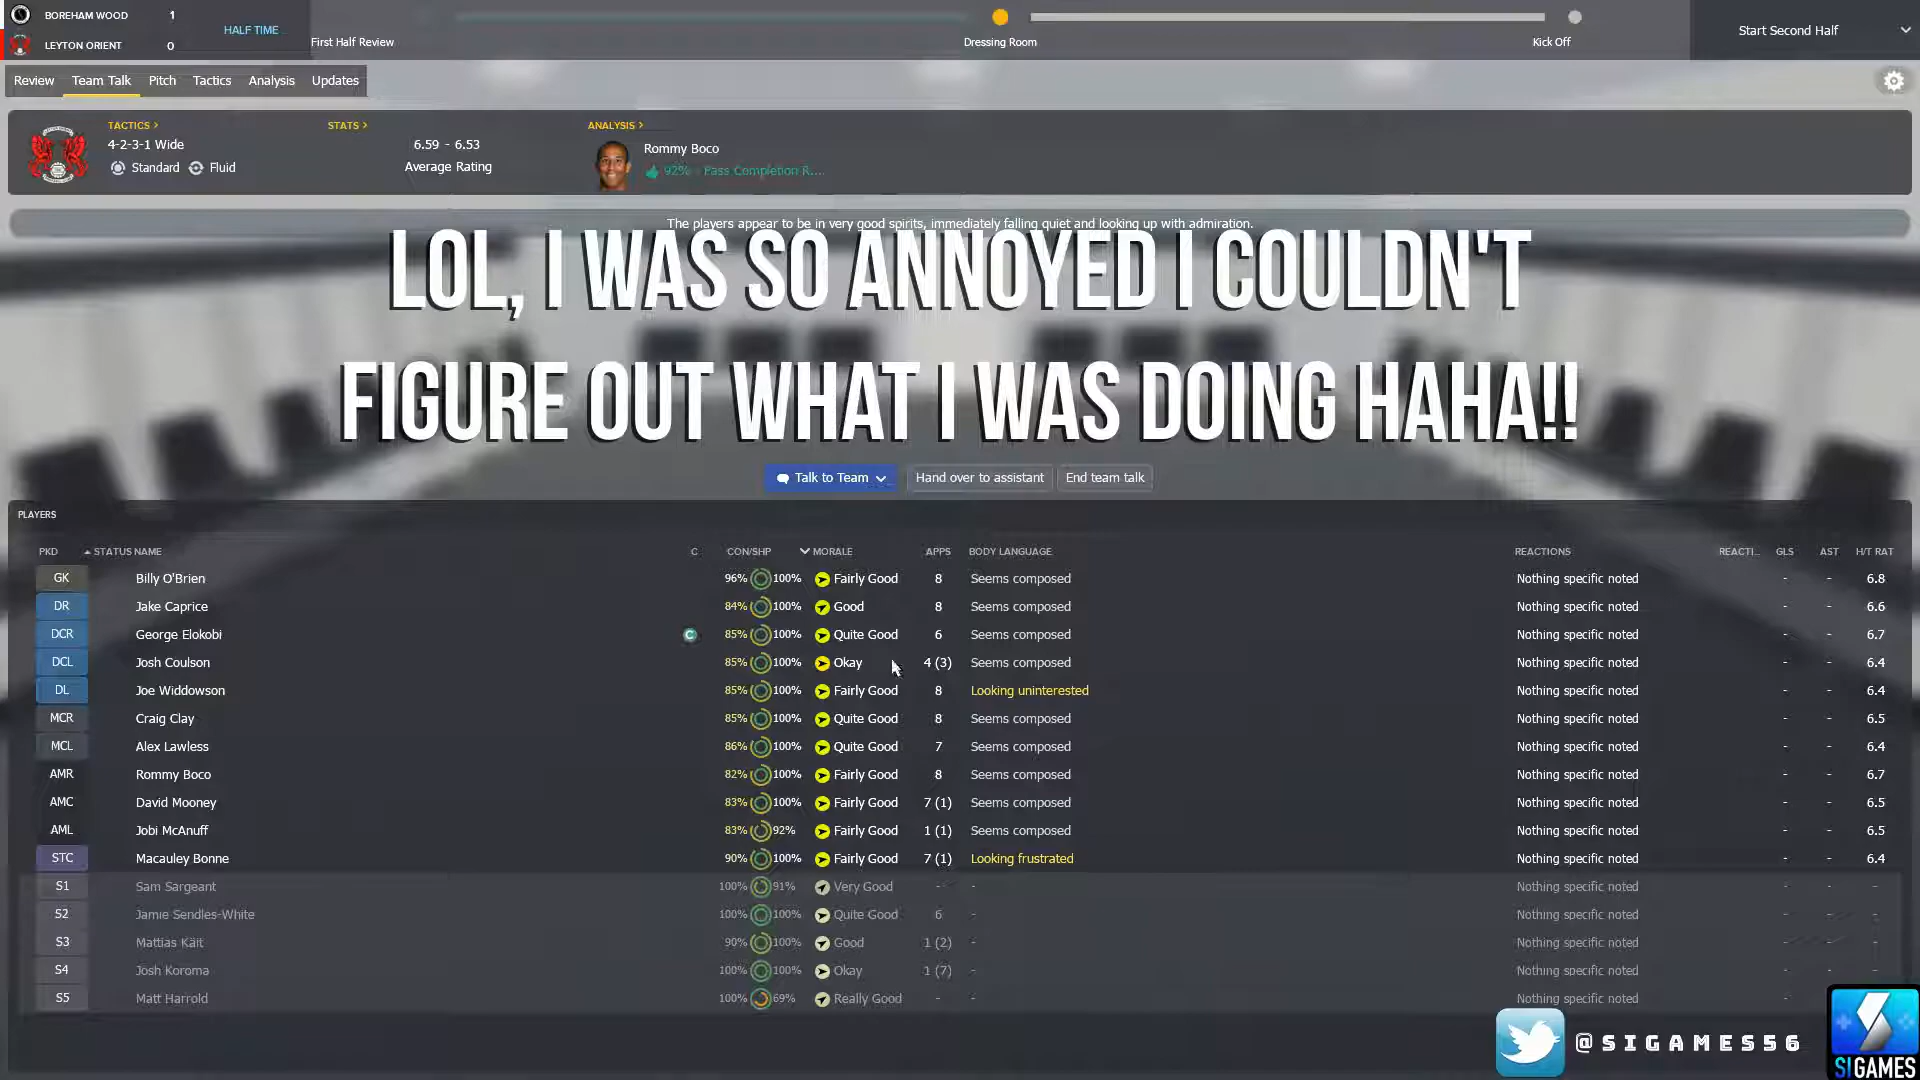 BOREHAM WOOD 1
LEYTON ORIENT 0
HALF TIME
First Half Review
Dressing Room
Kick Off
Start Second Half
Review Team Talk Pitch Tactics Analysis Updates
TACTICS >
4-2-3-1 Wide
Standard Fluid
STATS >
6.59 - 6.53
Average Rating
ANALYSIS >
Rommy Boco
92% - Pass Completion R....
The players appear to be in very good spirits, immediately falling quiet and looking up with admiration.
LOL, I WAS SO ANNOYED I COULDN'T
FIGURE OUT WHAT I WAS DOING HAHA!!
Talk to Team Hand over to assistant End team talk
PLAYERS
PKD STATUS NAME C CON/SHP MORALE APPS BODY LANGUAGE REACTIONS REACTI... GLS AST H/T RAT
GK Billy O'Brien 96% 100% Fairly Good 8 Seems composed Nothing specific noted - - 6.8
DR Jake Caprice 84% 100% Good 8 Seems composed Nothing specific noted - - 6.6
DCR George Elokobi C 85% 100% Quite Good 6 Seems composed Nothing specific noted - - 6.7
DCL Josh Coulson 85% 100% Okay 4 (3) Seems composed Nothing specific noted - - 6.4
DL Joe Widdowson 85% 100% Fairly Good 8 Looking uninterested Nothing specific noted - - 6.4
MCR Craig Clay 85% 100% Quite Good 8 Seems composed Nothing specific noted - - 6.5
MCL Alex Lawless 86% 100% Quite Good 7 Seems composed Nothing specific noted - - 6.4
AMR Rommy Boco 82% 100% Fairly Good 8 Seems composed Nothing specific noted - - 6.7
AMC David Mooney 83% 100% Fairly Good 7 (1) Seems composed Nothing specific noted - - 6.5
AML Jobi McAnuff 83% 92% Fairly Good 1 (1) Seems composed Nothing specific noted - - 6.5
STC Macauley Bonne 90% 100% Fairly Good 7 (1) Looking frustrated Nothing specific noted - - 6.4
S1 Sam Sargeant 100% 91% Very Good - - Nothing specific noted - - -
S2 Jamie Sendles-White 100% 100% Quite Good 6 - Nothing specific noted - - -
S3 Mattias Käit 90% 100% Good 1 (2) - Nothing specific noted - - -
S4 Josh Koroma 100% 100% Okay 1 (7) - Nothing specific noted - - -
S5 Matt Harrold 100% 69% Really Good - - Nothing specific noted - - -
@SIGAMES56
SIGAMES